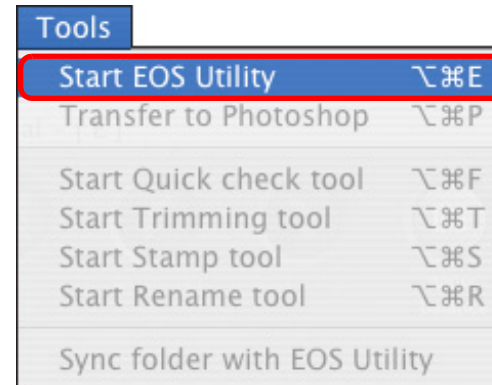 Tools
Start EOS Utility ⌥⌘E
Transfer to Photoshop ⌥⌘P
Start Quick check tool ⌥⌘F
Start Trimming tool ⌥⌘T
Start Stamp tool ⌥⌘S
Start Rename tool ⌥⌘R
Sync folder with EOS Utility